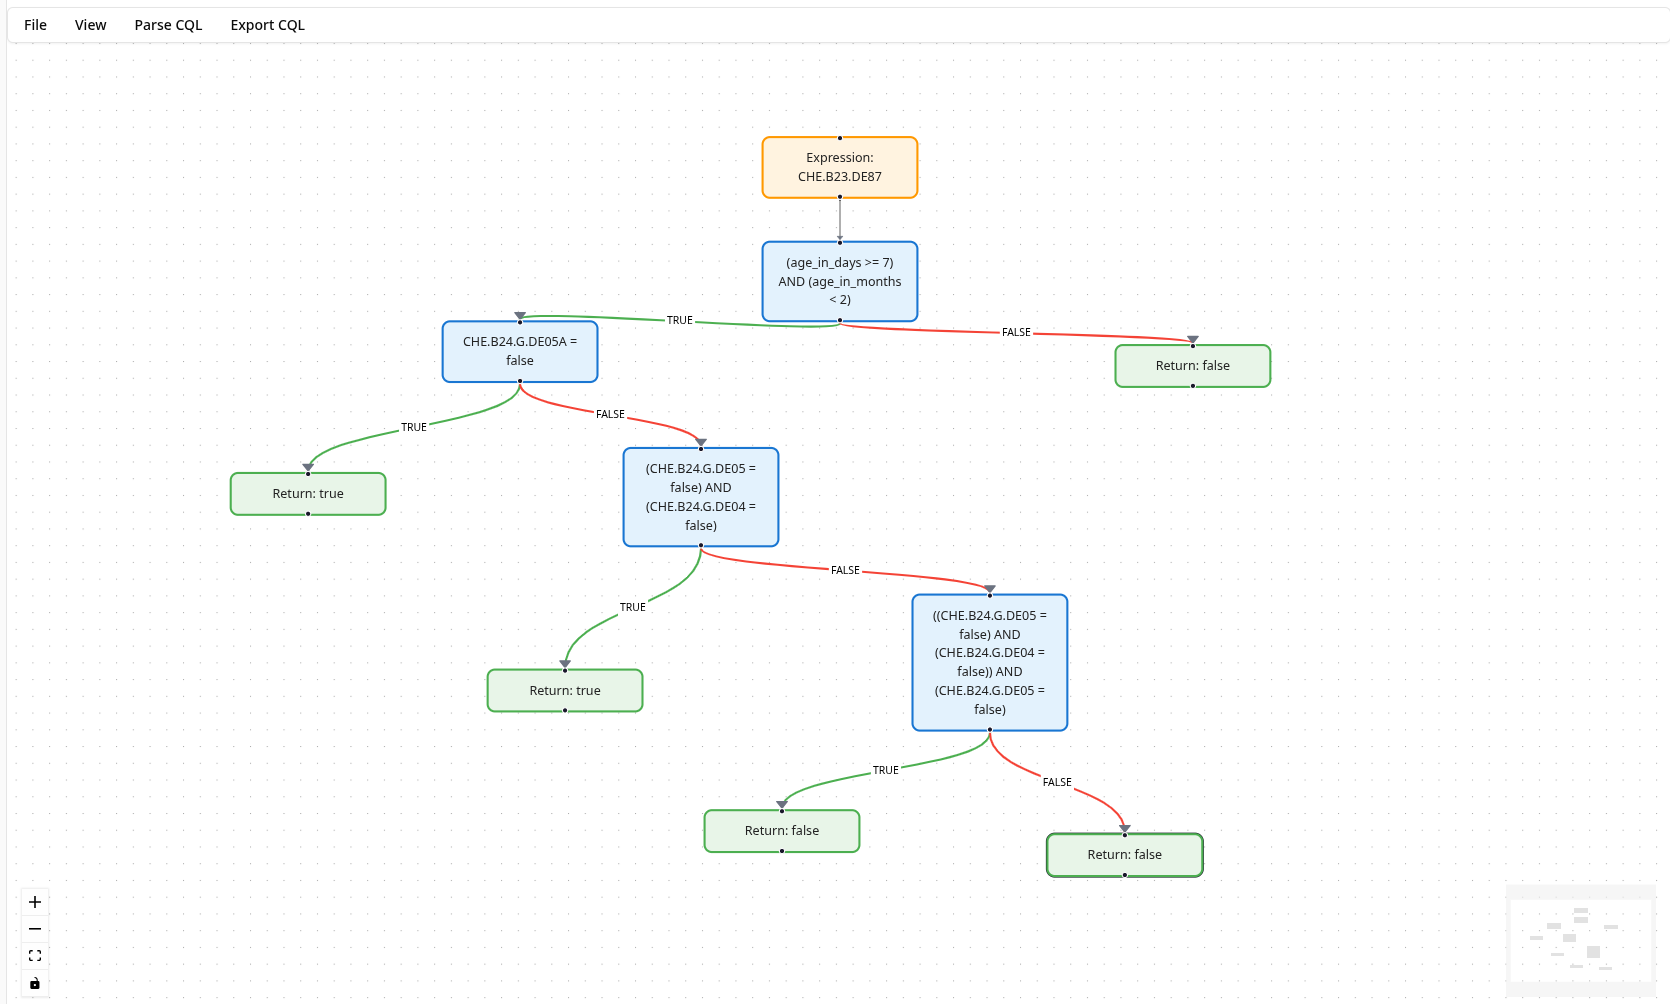 File View Parse CQL Export CQL
Expression:
CHE.B23.DE87
(age_in_days >= 7)
AND (age_in_months
< 2)
TRUE
FALSE
CHE.B24.G.DE05A =
false
Return: false
TRUE
FALSE
Return: true
(CHE.B24.G.DE05 =
false) AND
(CHE.B24.G.DE04 =
false)
TRUE
FALSE
Return: true
((CHE.B24.G.DE05 =
false) AND
(CHE.B24.G.DE04 =
false)) AND
(CHE.B24.G.DE05 =
false)
TRUE
FALSE
Return: false
Return: false